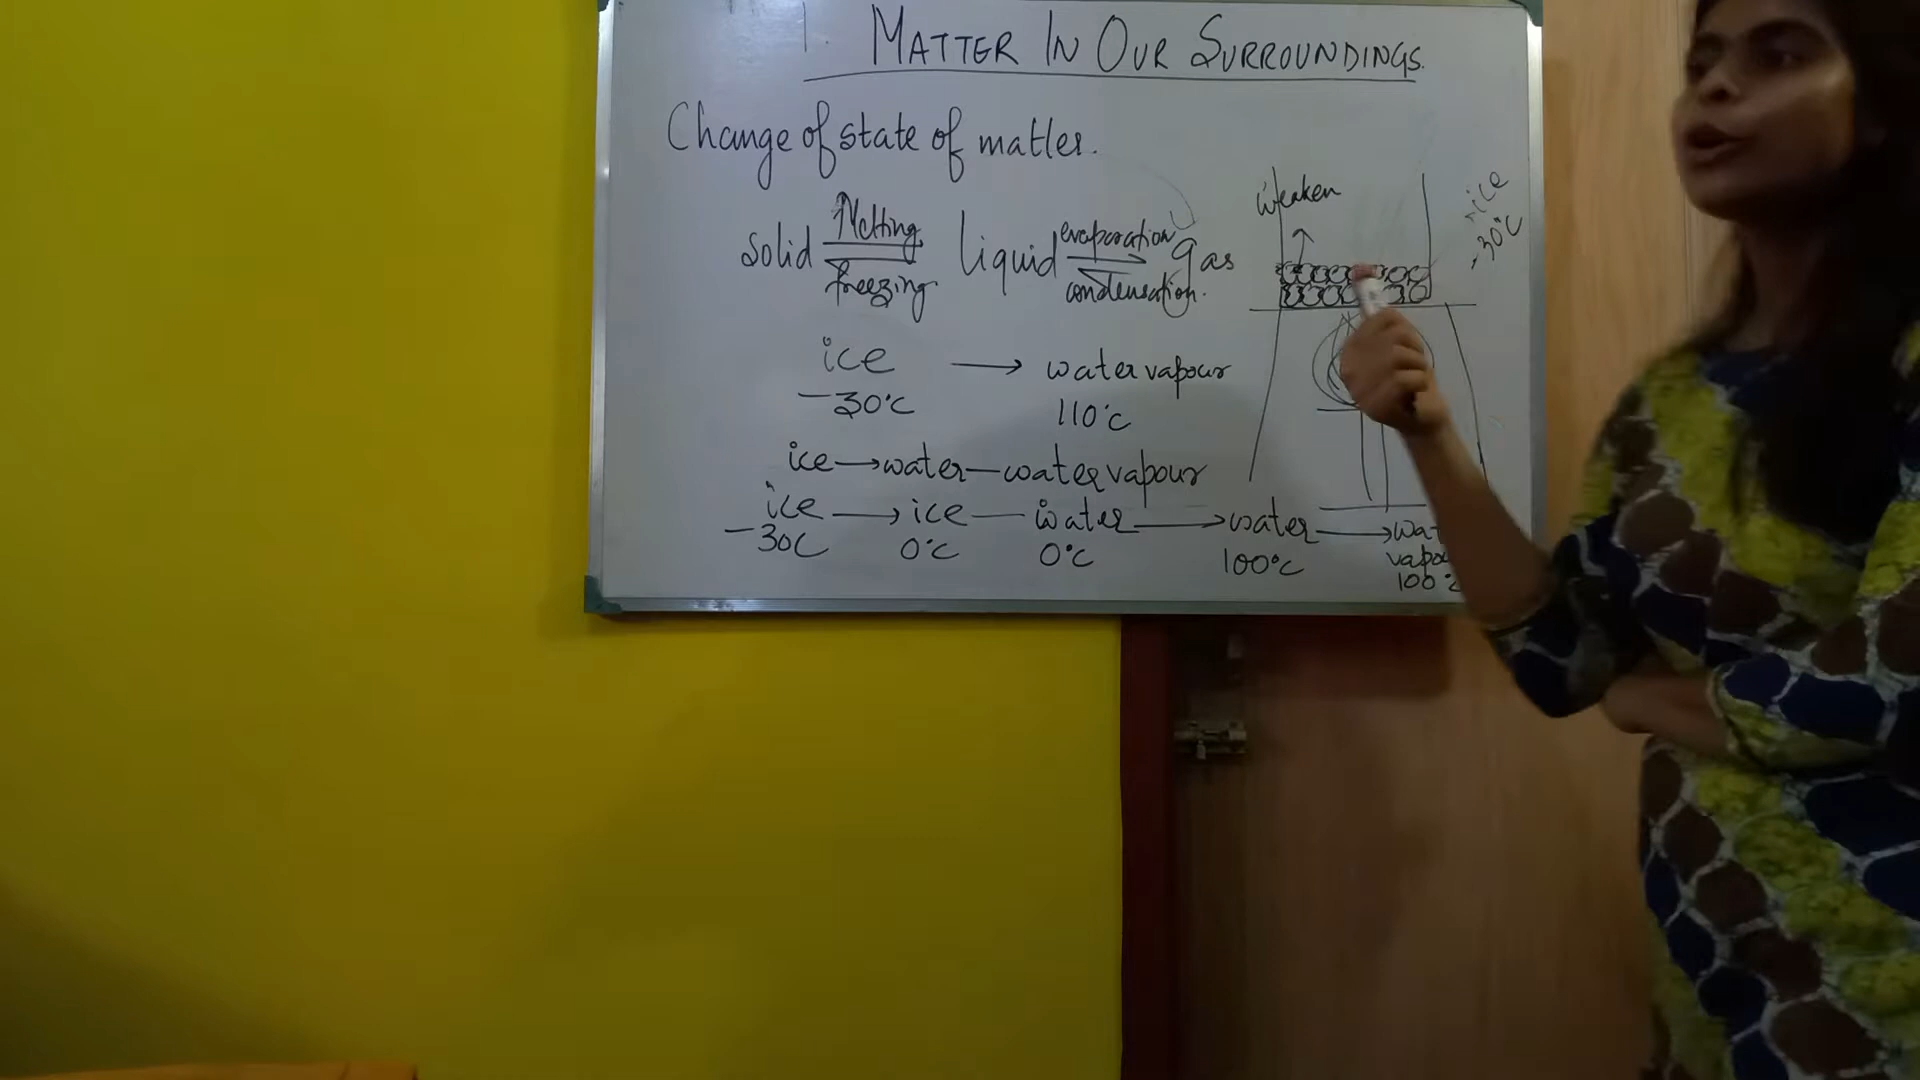 1. MATTER IN OUR SURROUNDINGS.
Change of state of matter.
solid Melting freezing liquid evaporation condensation. gas
ice → water vapour
-30°C 110°C
ice → water — water vapour
ice → ice — water → water →
-30C 0°C 0°C 100°C
100°
weaken
ice
-30°C